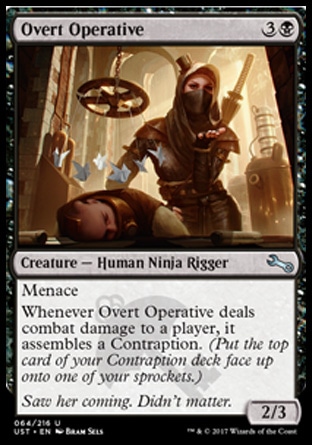 Overt Operative 3
Creature — Human Ninja Rigger
Menace
Whenever Overt Operative deals
combat damage to a player, it
assembles a Contraption. (Put the top
card of your Contraption deck face up
onto one of your sprockets.)
Saw her coming. Didn't matter.
2/3
064/216 U
UST • EN Bram Sels
™ & © 2017 Wizards of the Coast